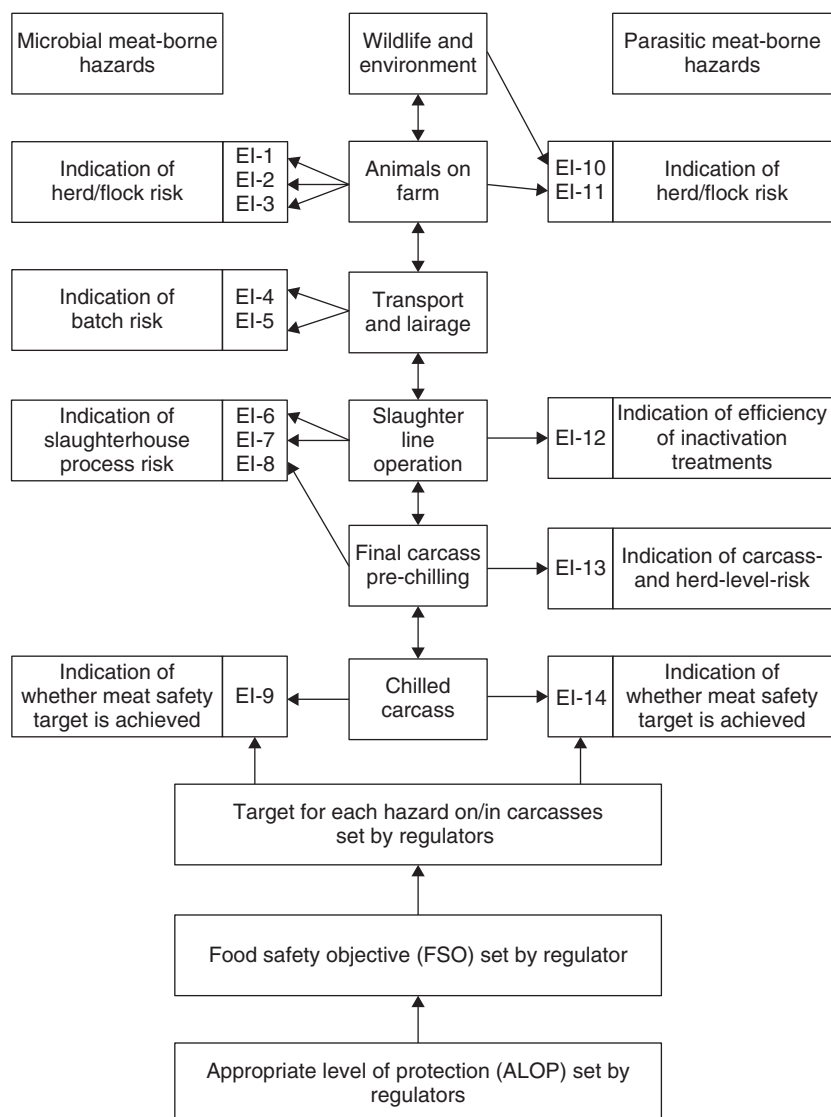 Microbial meat-borne
hazards
Wildlife and
environment
Parasitic meat-borne
hazards
Indication of
herd/flock risk
EI-1
EI-2
EI-3
Animals on
farm
EI-10
EI-11
Indication of
herd/flock risk
Indication of
batch risk
EI-4
EI-5
Transport
and lairage
Indication of
slaughterhouse
process risk
EI-6
EI-7
EI-8
Slaughter
line
operation
EI-12
Indication of efficiency
of inactivation
treatments
Final carcass
pre-chilling
EI-13
Indication of carcass-
and herd-level-risk
Indication of
whether meat safety
target is achieved
EI-9
Chilled
carcass
EI-14
Indication of
whether meat safety
target is achieved
Target for each hazard on/in carcasses
set by regulators
Food safety objective (FSO) set by regulator
Appropriate level of protection (ALOP) set by
regulators